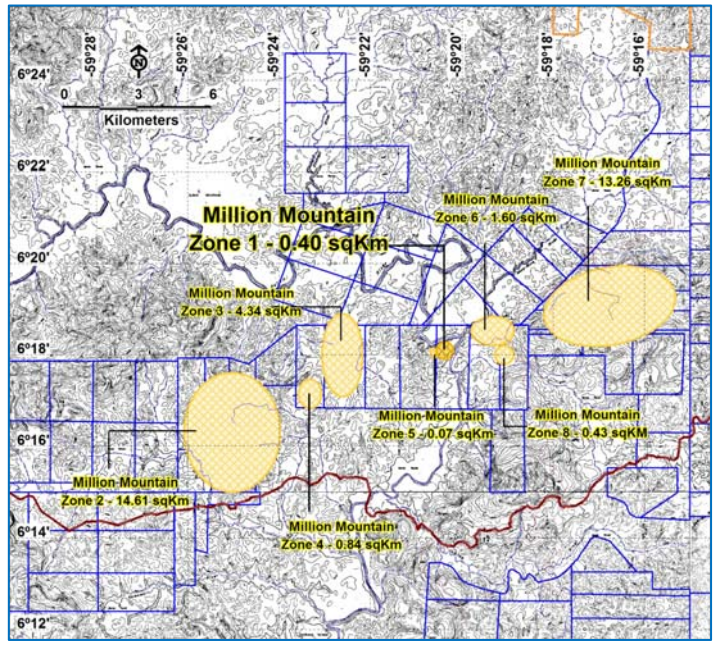 -59°28'
-59°26'
-59°24'
-59°22'
-59°20'
-59°18'
-59°16'
N
6°24'
0 3 6
Kilometers
6°22'
Million Mountain
Zone 7 - 13.26 sqKm
Million Mountain
Zone 6 - 1.60 sqKm
Million Mountain
Zone 1 - 0.40 sqKm
6°20'
Million Mountain
Zone 3 - 4.34 sqKm
6°18'
Million Mountain
Zone 5 - 0.07 sqKm
Million Mountain
Zone 8 - 0.43 sqKM
6°16'
Million Mountain
Zone 2 - 14.61 sqKm
Million Mountain
Zone 4 - 0.84 sqKm
6°14'
6°12'